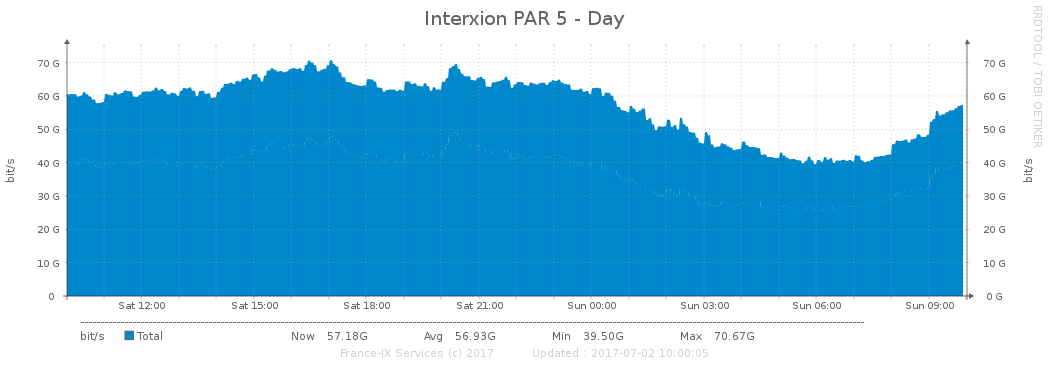 Interxion PAR 5 - Day
RRDTOOL / TOBI OETIKER
bit/s
70 G
60 G
50 G
40 G
30 G
20 G
10 G
0
70 G
60 G
50 G
40 G
30 G
20 G
10 G
0 G
bit/s
Sat 12:00 Sat 15:00 Sat 18:00 Sat 21:00 Sun 00:00 Sun 03:00 Sun 06:00 Sun 09:00
bit/s Total Now 57.18G Avg 56.93G Min 39.50G Max 70.67G
France-IX Services (c) 2017 Updated : 2017-07-02 10:00:05